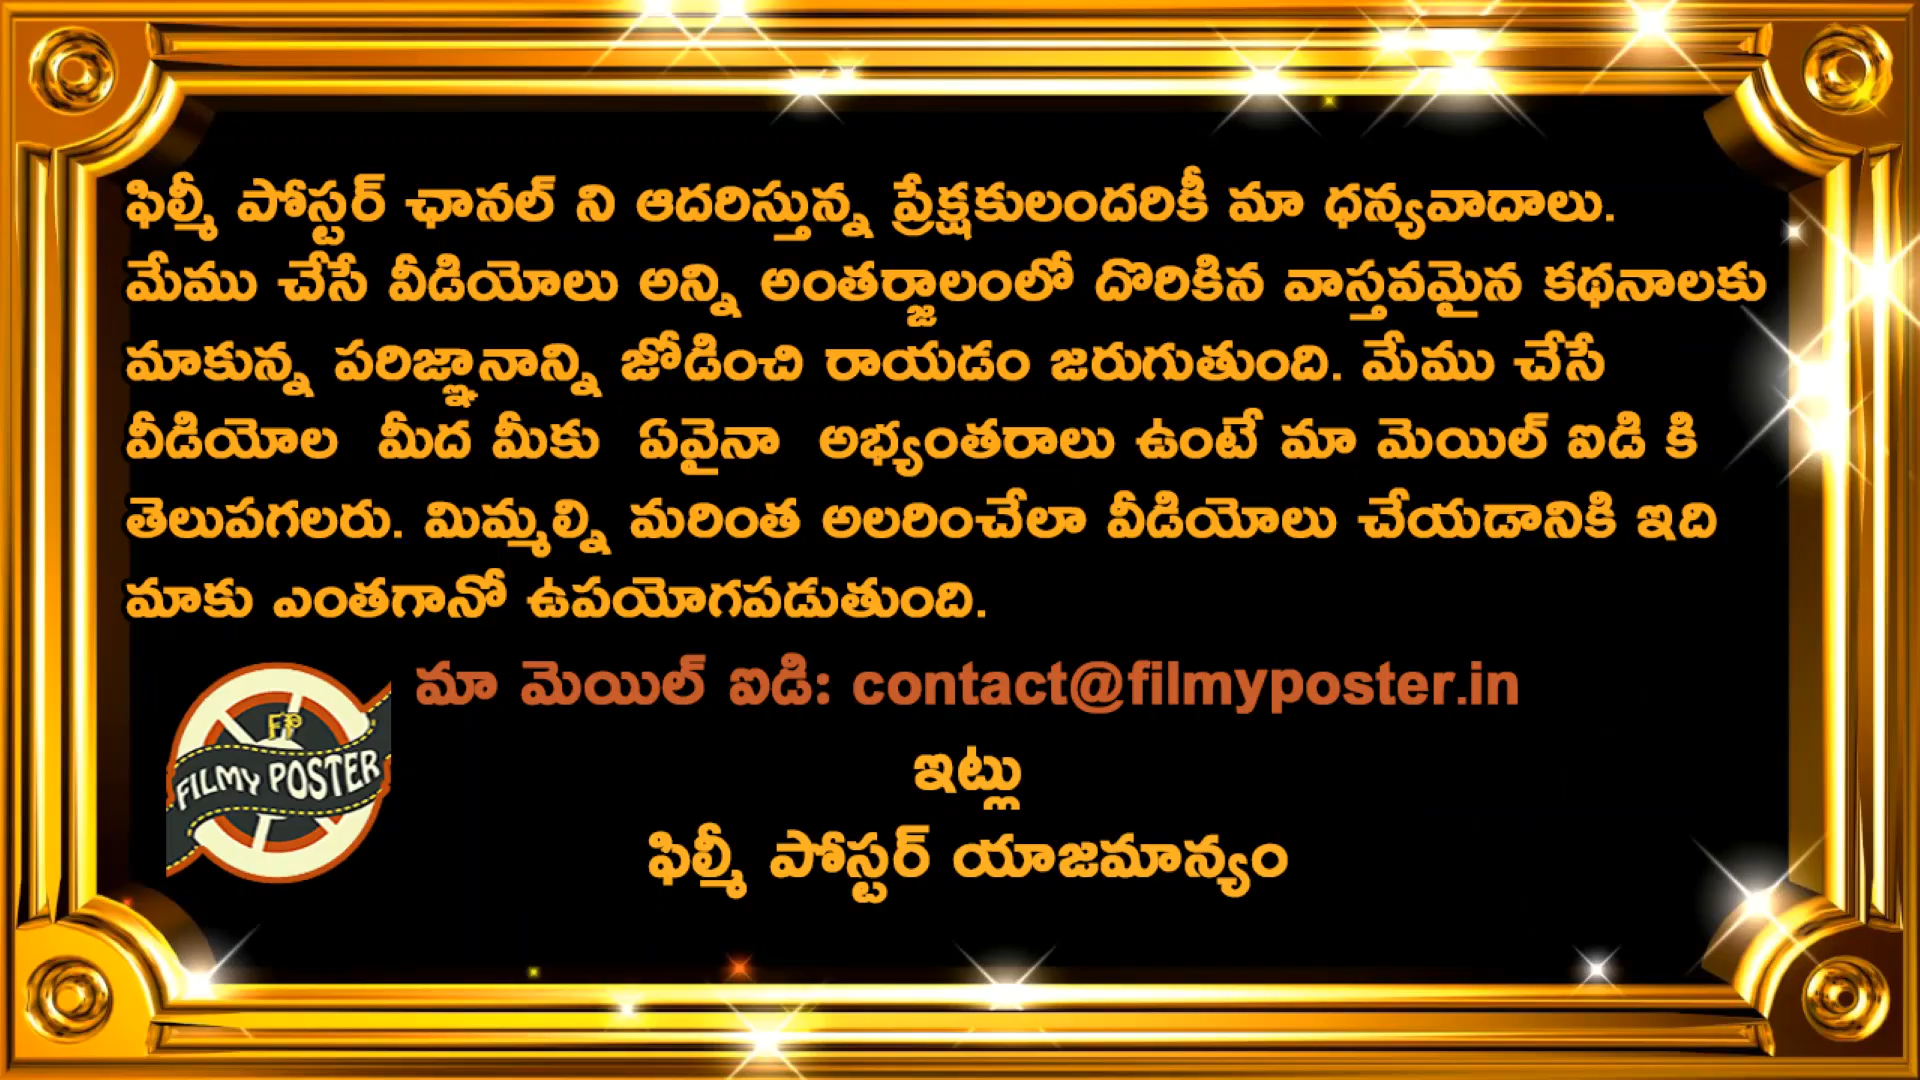 ఫిల్మీ పోస్టర్ ఛానల్ ని ఆదరిస్తున్న ప్రేక్షకులందరికీ మా ధన్యవాదాలు.
మేము చేసే వీడియోలు అన్ని అంతర్జాలంలో దొరికిన వాస్తవమైన కథనాలకు
మాకున్న పరిజ్ఞానాన్ని జోడించి రాయడం జరుగుతుంది. మేము చేసే
వీడియోల మీద మీకు ఏవైనా అభ్యంతరాలు ఉంటే మా మెయిల్ ఐడి కి
తెలుపగలరు. మిమ్మల్ని మరింత అలరించేలా వీడియోలు చేయడానికి ఇది
మాకు ఎంతగానో ఉపయోగపడుతుంది.
మా మెయిల్ ఐడి: contact@filmyposter.in
FP
FILMY POSTER
ఇట్లు
ఫిల్మీ పోస్టర్ యాజమాన్యం